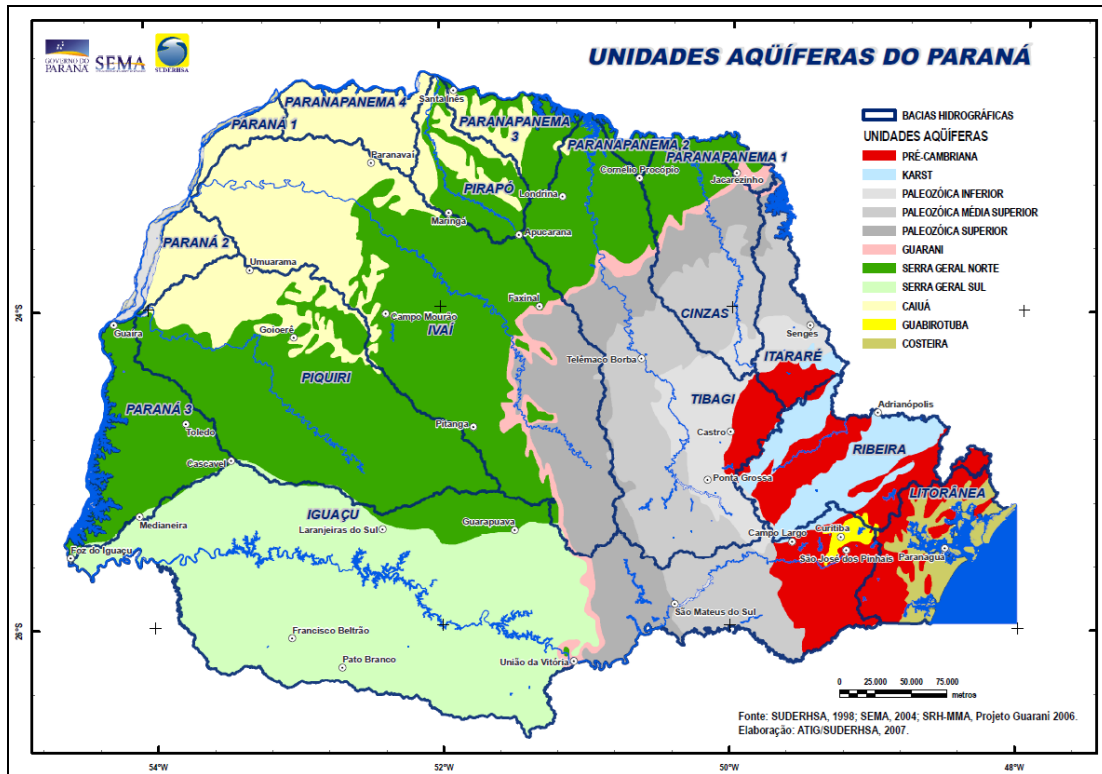 GOVERNO DO
PARANÁ
SEMA
SUDERHSA
UNIDADES AQÜÍFERAS DO PARANÁ
BACIAS HIDROGRÁFICAS
UNIDADES AQÜÍFERAS
PRÉ-CAMBRIANA
KARST
PALEOZÓICA INFERIOR
PALEOZÓICA MÉDIA SUPERIOR
PALEOZÓICA SUPERIOR
GUARANI
SERRA GERAL NORTE
SERRA GERAL SUL
CAIUÁ
GUABIROTUBA
COSTEIRA
PARANAPANEMA 4
Santa Inês
PARANÁ 1
PARANAPANEMA
3
PARANAPANEMA 2
PARANAPANEMA 1
Paranavaí
Cornelio Procópio
Jacarezinho
PIRAPÓ
Londrina
Maringá
Apucarana
PARANÁ 2
Umuarama
Faxinal
24°S
Guaíra
Campo Mourão
IVAÍ
CINZAS
Goioerê
Sengés
24°S
Telêmaco Borba
ITARARÉ
PIQUIRI
TIBAGI
PARANÁ 3
Adrianópolis
Toledo
Pitanga
Castro
RIBEIRA
Cascavel
Ponta Grossa
LITORÂNEA
IGUAÇU
Medianeira
Laranjeiras do Sul
Guarapuava
Curitiba
Campo Largo
Foz do Iguaçu
São José dos Pinhais
Paranaguá
São Mateus do Sul
26°S
26°S
Francisco Beltrão
União da Vitória
Pato Branco
0 25.000 50.000 75.000
metros
Fonte: SUDERHSA, 1998; SEMA, 2004; SRH-MMA, Projeto Guarani 2006.
Elaboração: ATIG/SUDERHSA, 2007.
54°W 52°W 50°W 48°W